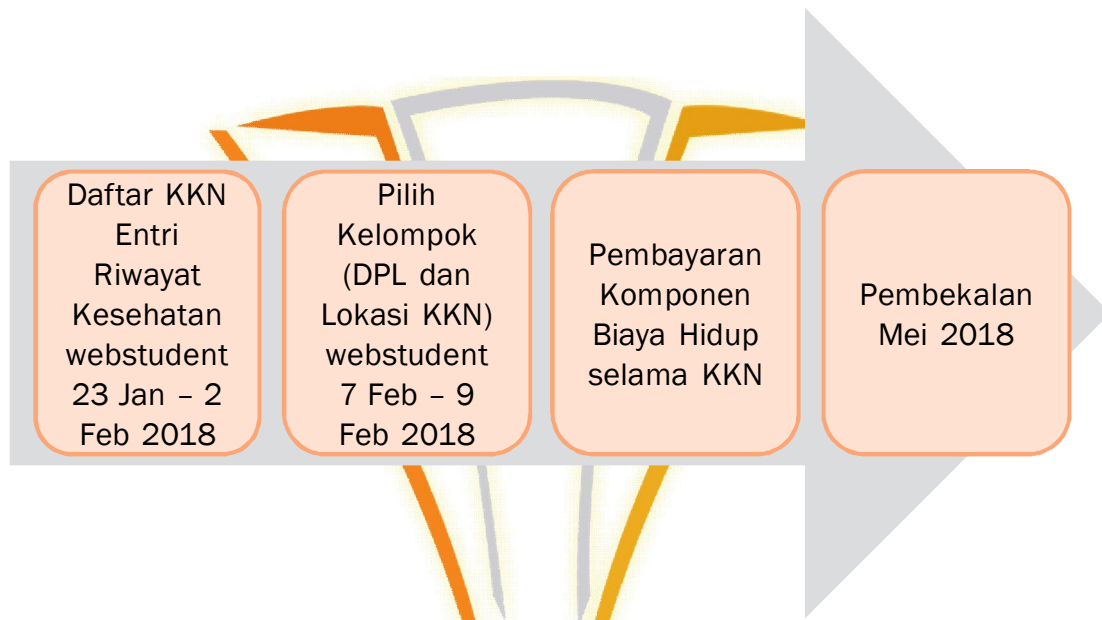 Daftar KKN
Entri
Riwayat
Kesehatan
webstudent
23 Jan – 2
Feb 2018
Pilih
Kelompok
(DPL dan
Lokasi KKN)
webstudent
7 Feb – 9
Feb 2018
Pembayaran
Komponen
Biaya Hidup
selama KKN
Pembekalan
Mei 2018